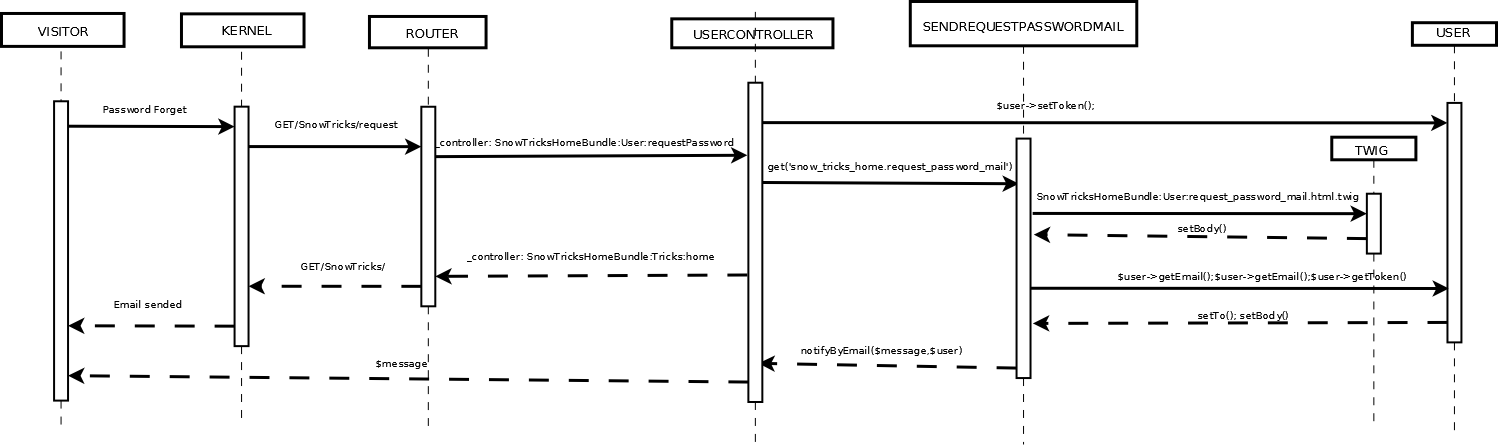 VISITOR
KERNEL
ROUTER
USERCONTROLLER
SENDREQUESTPASSWORDMAIL
USER
Password Forget
$user->setToken();
GET/SnowTricks/request
_controller: SnowTricksHomeBundle:User:requestPassword
TWIG
get('snow_tricks_home.request_password_mail')
SnowTricksHomeBundle:User:request_password_mail.html.twig
setBody()
_controller: SnowTricksHomeBundle:Tricks:home
GET/SnowTricks/
$user->getEmail();$user->getEmail();$user->getToken()
Email sended
setTo(); setBody()
notifyByEmail($message,$user)
$message